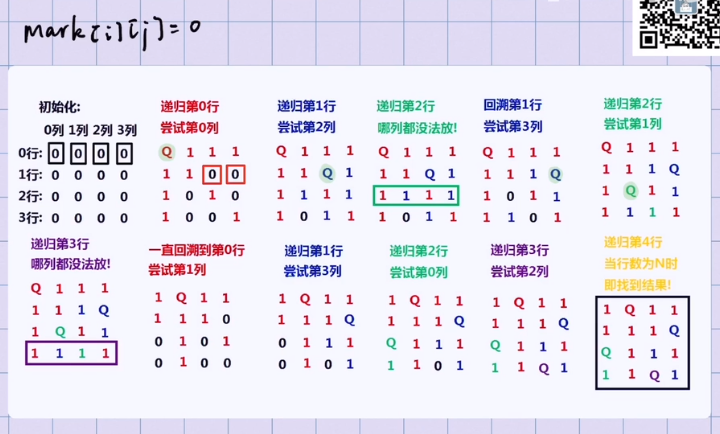 mark[i][j]=0
初始化:
0列 1列 2列 3列
0行: 0 0 0 0
1行: 0 0 0 0
2行: 0 0 0 0
3行: 0 0 0 0
递归第0行
尝试第0列
Q 1 1 1
1 1 0 0
1 0 1 0
1 0 0 1
递归第1行
尝试第2列
Q 1 1 1
1 1 Q 1
1 1 1 1
1 0 1 1
递归第2行
哪列都没法放!
Q 1 1 1
1 1 Q 1
1 1 1 1
1 0 1 1
回溯第1行
尝试第3列
Q 1 1 1
1 1 1 Q
1 0 1 1
1 1 0 1
递归第2行
尝试第1列
Q 1 1 1
1 1 1 Q
1 Q 1 1
1 1 1 1
递归第3行
哪列都没法放!
Q 1 1 1
1 1 1 Q
1 Q 1 1
1 1 1 1
一直回溯到第0行
尝试第1列
1 Q 1 1
1 1 1 0
0 1 0 1
0 1 0 0
递归第1行
尝试第3列
1 Q 1 1
1 1 1 Q
0 1 1 1
0 1 0 1
递归第2行
尝试第0列
1 Q 1 1
1 1 1 Q
Q 1 1 1
1 1 0 1
递归第3行
尝试第2列
1 Q 1 1
1 1 1 Q
Q 1 1 1
1 1 Q 1
递归第4行
当行数为N时
即找到结果!
1 Q 1 1
1 1 1 Q
Q 1 1 1
1 1 Q 1